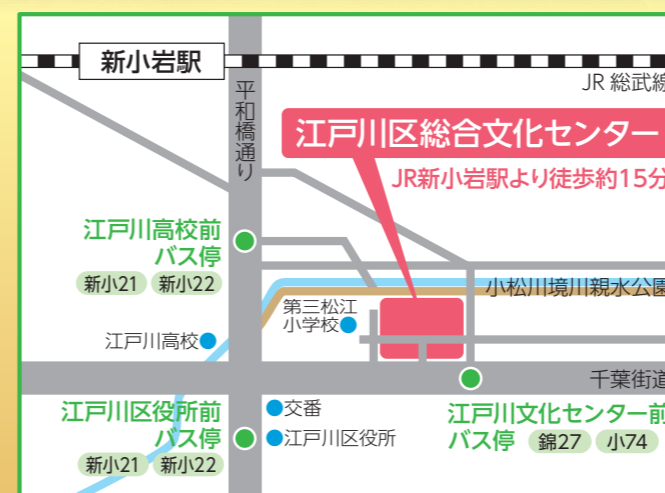 新小岩駅
JR 総武線
平和橋通り
江戸川区総合文化センター
JR新小岩駅より徒歩約15分
江戸川高校前
バス停
新小21 新小22
小松川境川親水公園
第三松江
小学校
江戸川高校
千葉街道
江戸川区役所前
バス停
新小21 新小22
交番
江戸川区役所
江戸川文化センター前
バス停 錦27 小74